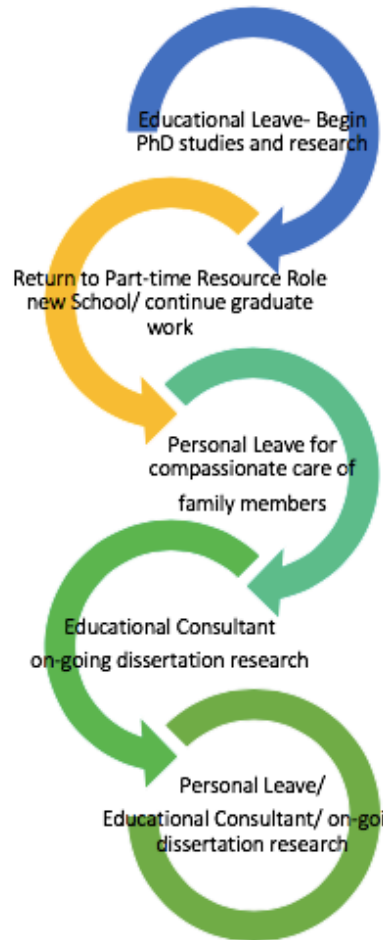 Educational Leave- Begin
PhD studies and research
Return to Part-time Resource Role
new School/ continue graduate
work
Personal Leave for
compassionate care of
family members
Educational Consultant
on-going dissertation research
Personal Leave/
Educational Consultant/ on-goi
dissertation research